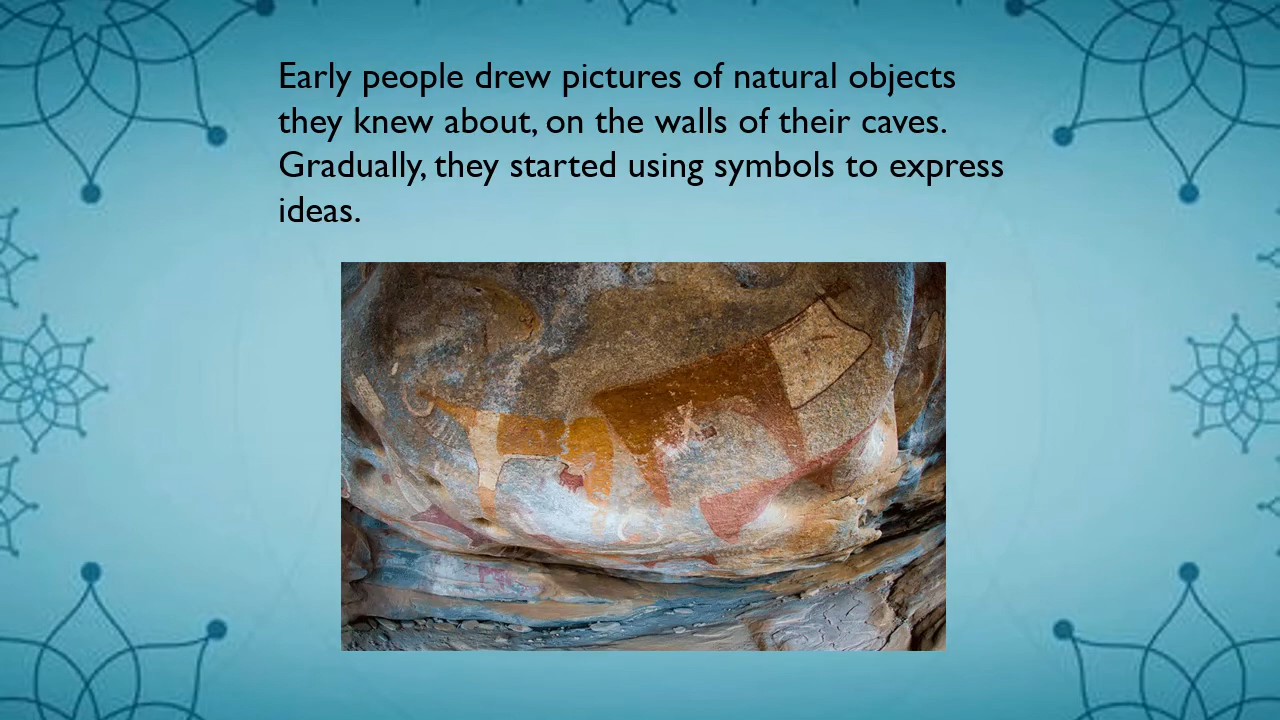 Early people drew pictures of natural objects
they knew about, on the walls of their caves.
Gradually, they started using symbols to express
ideas.